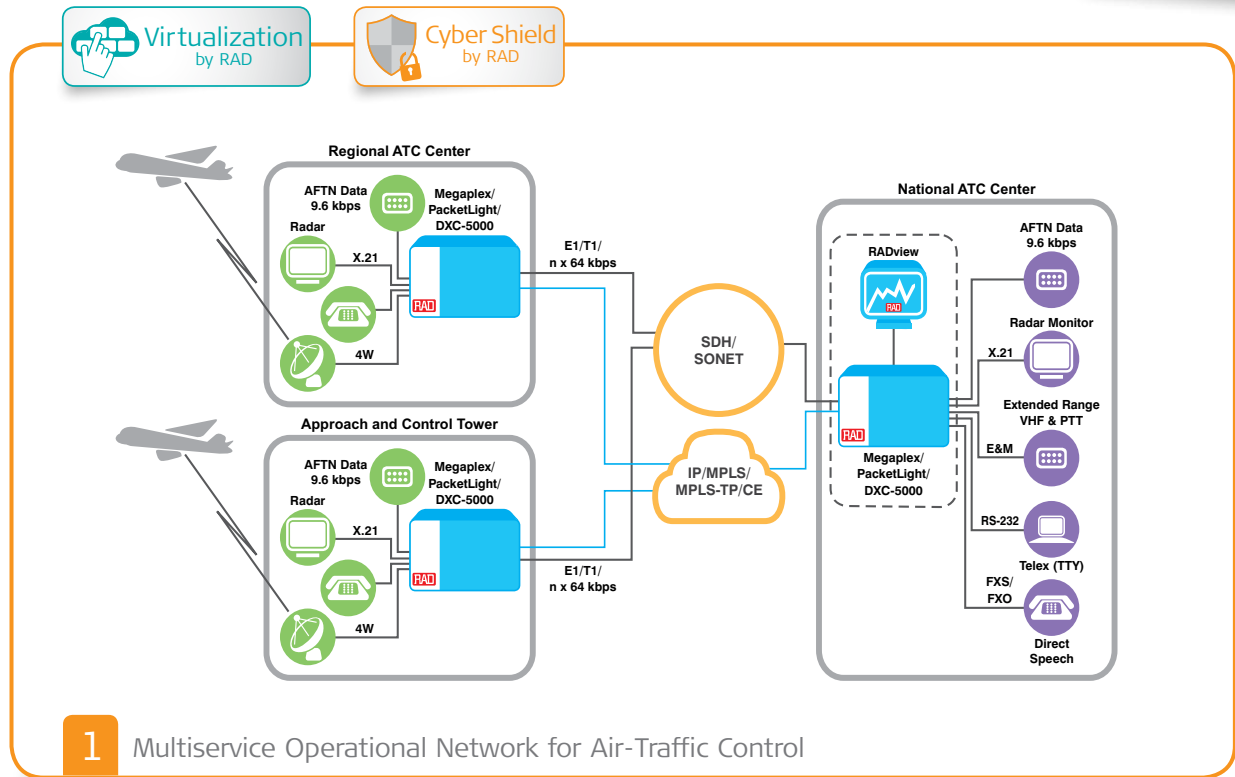 Virtualization
by RAD
Cyber Shield
by RAD
Regional ATC Center
AFTN Data
9.6 kbps
Megaplex/
PacketLight/
DXC-5000
Radar
X.21
RAD
4W
E1/T1/
n x 64 kbps
Approach and Control Tower
AFTN Data
9.6 kbps
Megaplex/
PacketLight/
DXC-5000
Radar
X.21
RAD
4W
E1/T1/
n x 64 kbps
SDH/
SONET
IP/MPLS/
MPLS-TP/CE
National ATC Center
RADview
RAD
RAD
Megaplex/
PacketLight/
DXC-5000
AFTN Data
9.6 kbps
Radar Monitor
X.21
Extended Range
VHF & PTT
E&M
RS-232
Telex (TTY)
FXS/
FXO
Direct
Speech
1 Multiservice Operational Network for Air-Traffic Control